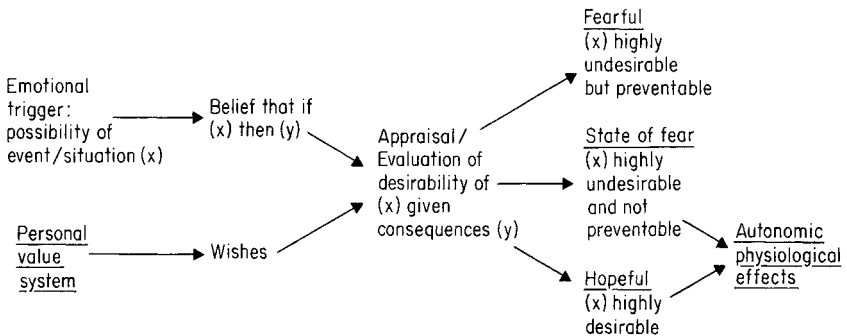 Emotional
trigger:
possibility of
event/situation (x)
Belief that if
(x) then (y)
Personal
value
system
Wishes
Appraisal/
Evaluation of
desirability of
(x) given
consequences (y)
Fearful
(x) highly
undesirable
but preventable
State of fear
(x) highly
undesirable
and not
preventable
Hopeful
(x) highly
desirable
Autonomic
physiological
effects